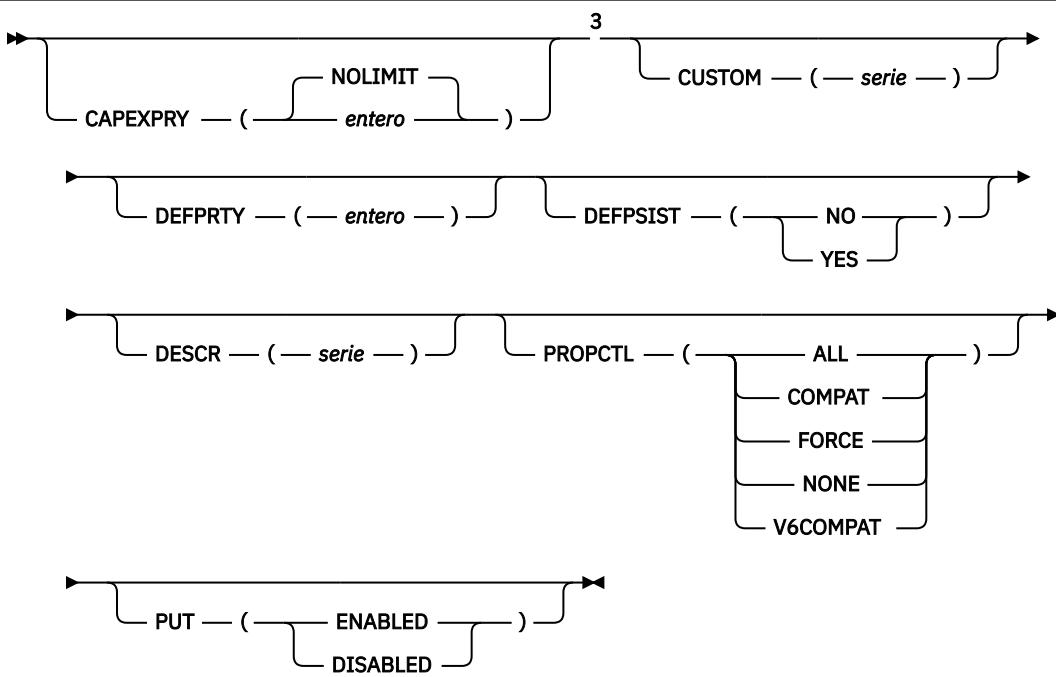 3
NOLIMIT
CUSTOM ( serie )
CAPEXPRY ( entero )
DEFPRTY ( entero ) DEFPSIST ( NO )
YES
DESCR ( serie ) PROPCTL ( ALL )
COMPAT
FORCE
NONE
V6COMPAT
PUT ( ENABLED )
DISABLED